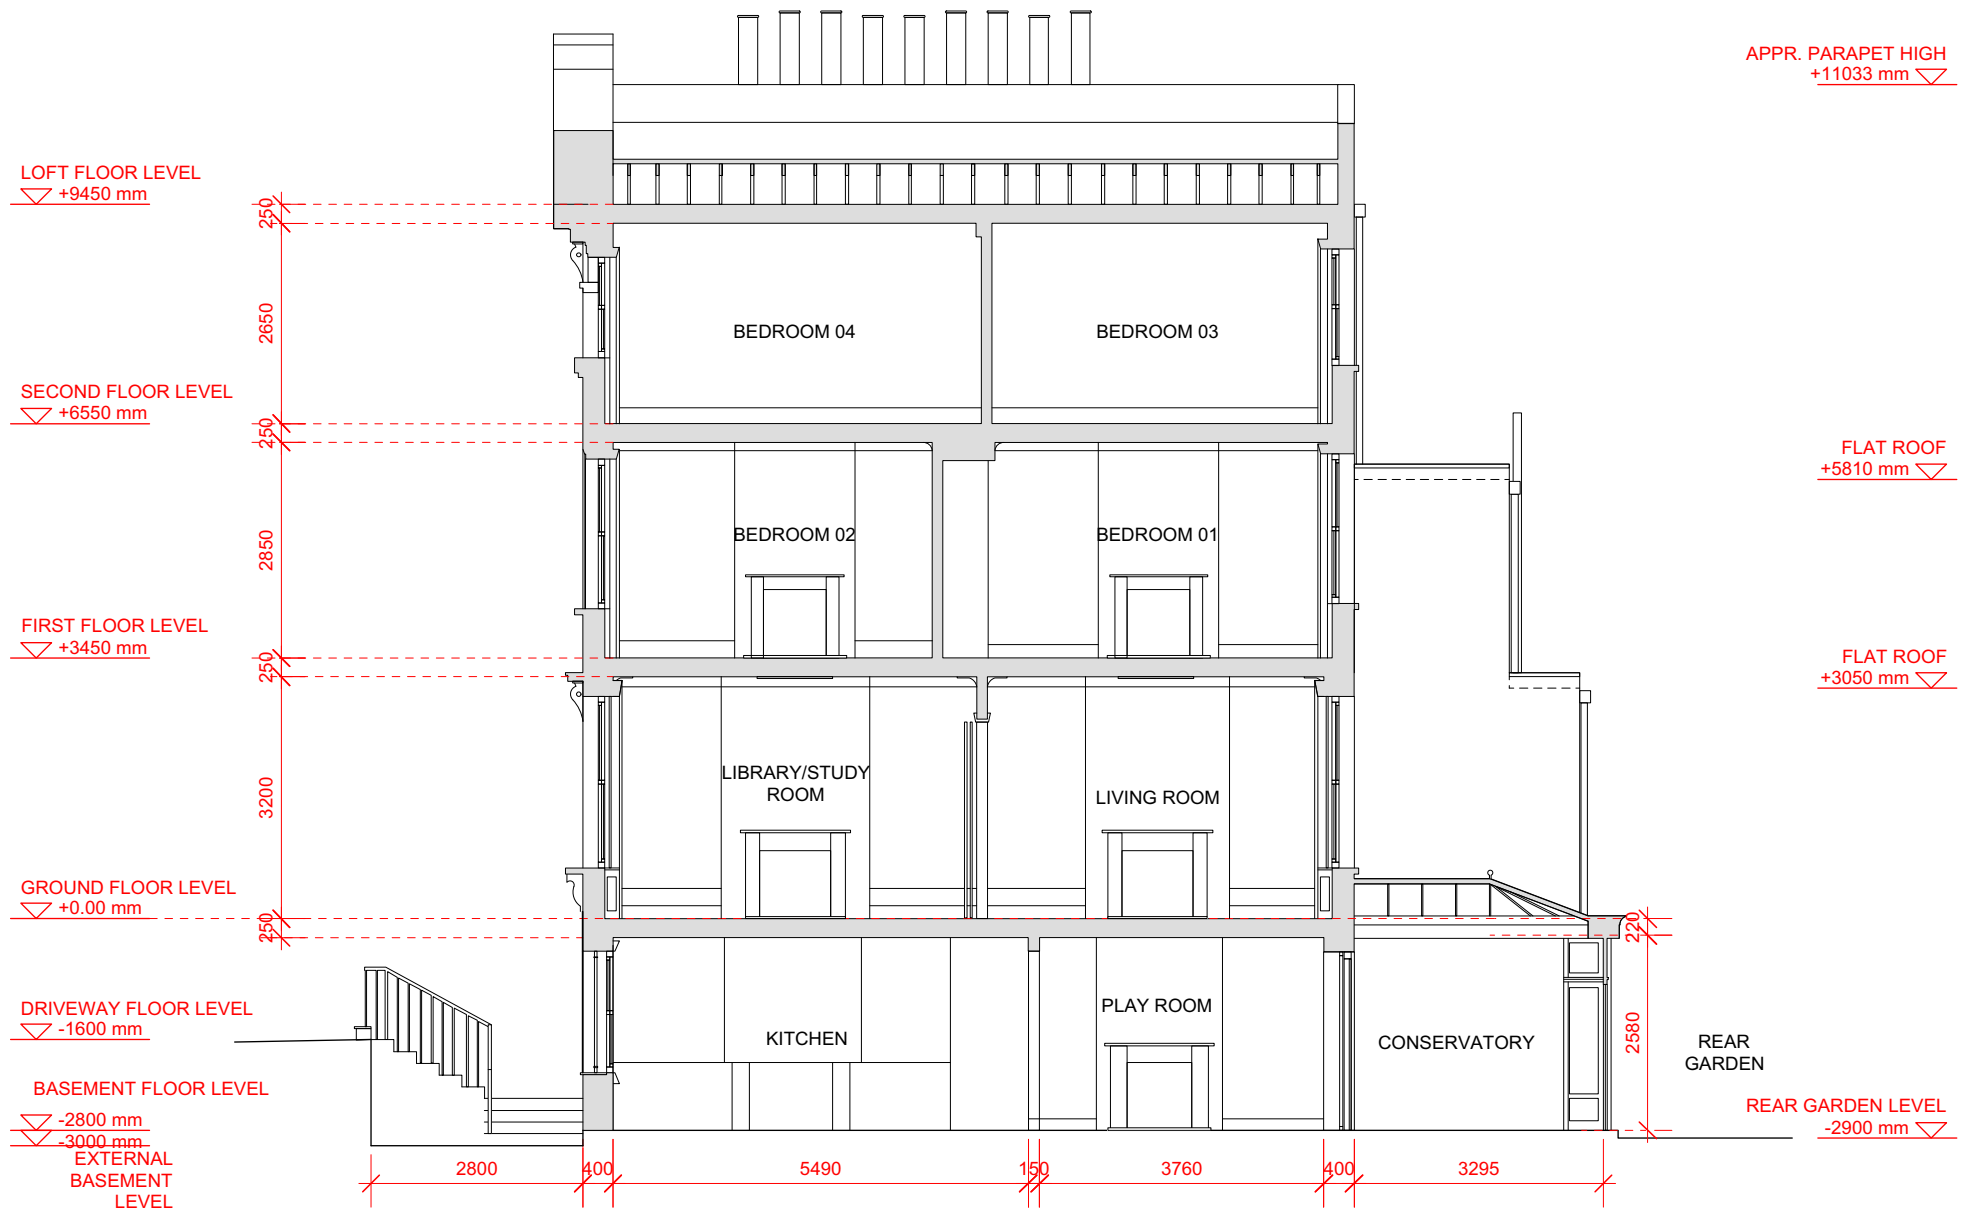 APPR. PARAPET HIGH
+11033 mm
LOFT FLOOR LEVEL
+9450 mm
250
2650
BEDROOM 04
BEDROOM 03
SECOND FLOOR LEVEL
+6550 mm
250
FLAT ROOF
+5810 mm
2850
BEDROOM 02
BEDROOM 01
FIRST FLOOR LEVEL
+3450 mm
250
FLAT ROOF
+3050 mm
3200
LIBRARY/STUDY
ROOM
LIVING ROOM
GROUND FLOOR LEVEL
+0.00 mm
250
220
DRIVEWAY FLOOR LEVEL
-1600 mm
KITCHEN
PLAY ROOM
CONSERVATORY
2580
REAR
GARDEN
BASEMENT FLOOR LEVEL
-2800 mm
-3000 mm
EXTERNAL
BASEMENT
LEVEL
REAR GARDEN LEVEL
-2900 mm
2800
400
5490
150
3760
400
3295